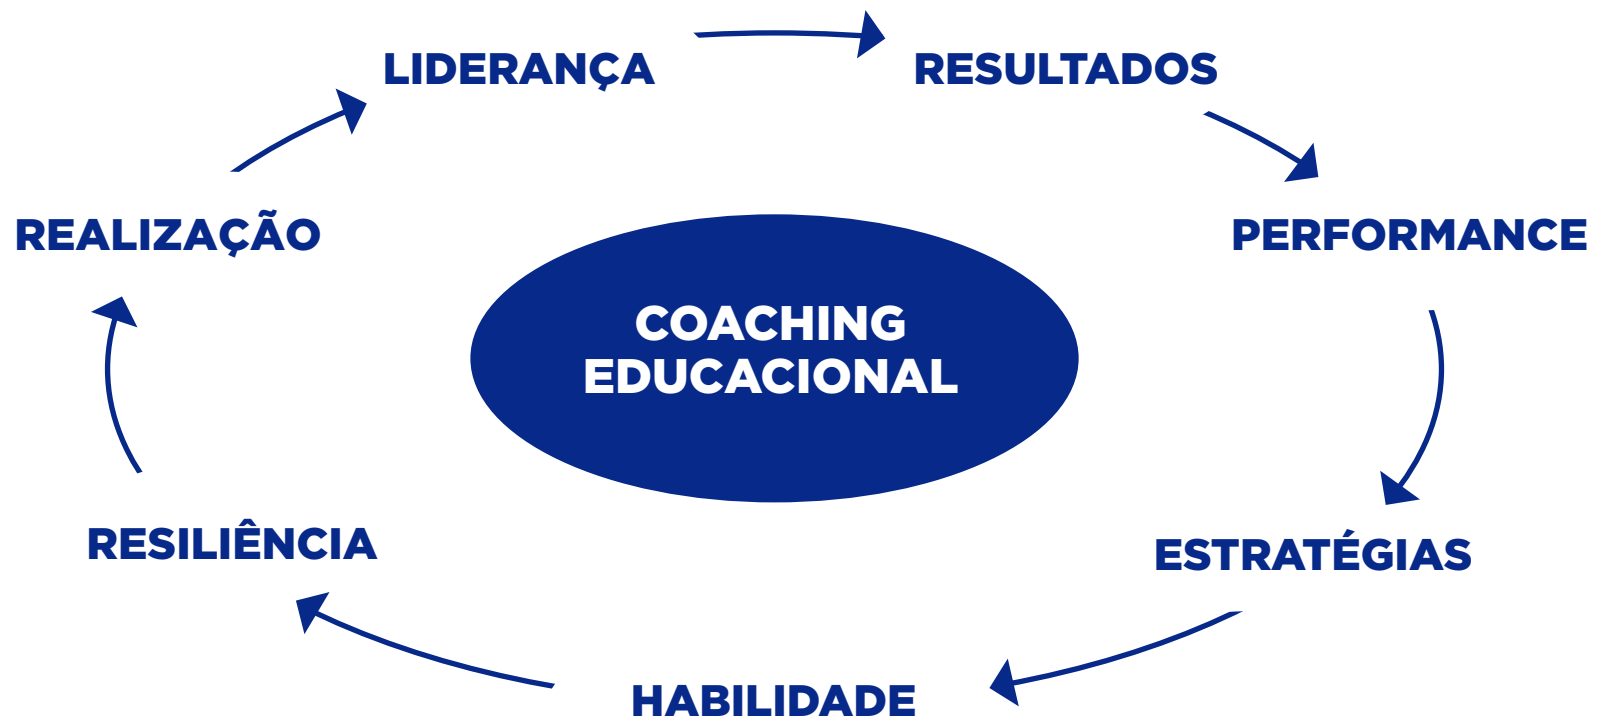 LIDERANÇA
RESULTADOS
REALIZAÇÃO
PERFORMANCE
COACHING
EDUCACIONAL
RESILIÊNCIA
ESTRATÉGIAS
HABILIDADE